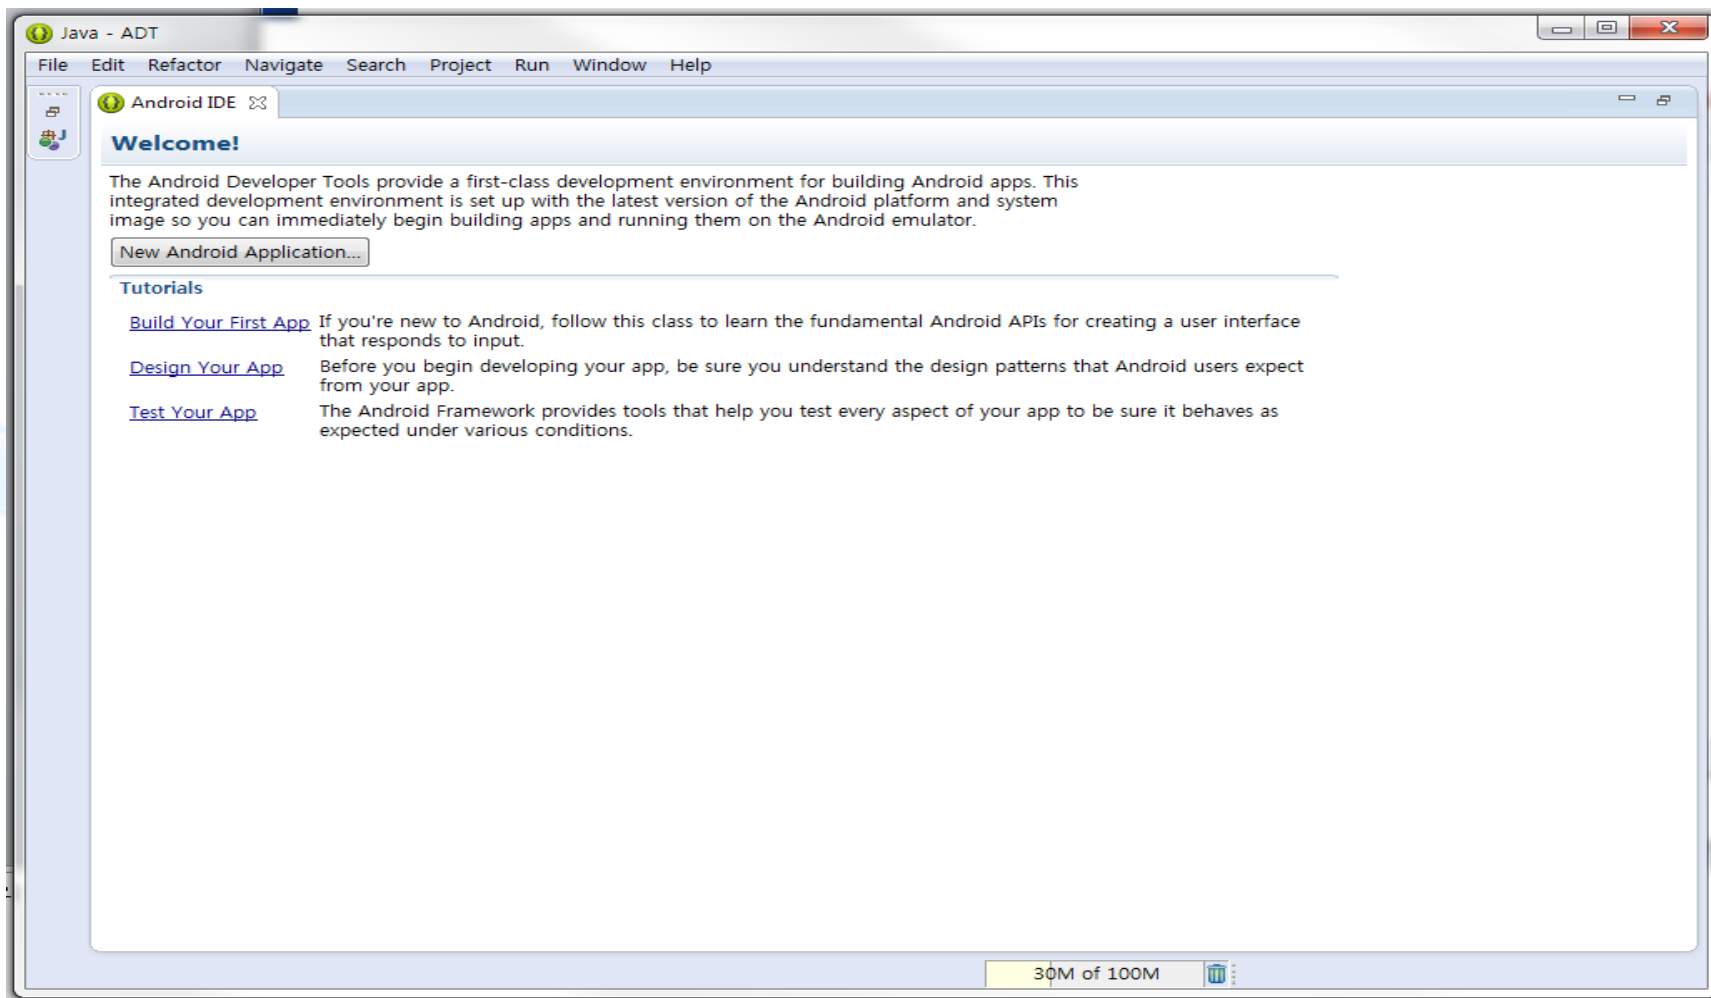 Java - ADT
File Edit Refactor Navigate Search Project Run Window Help
Android IDE
J
Welcome!
The Android Developer Tools provide a first-class development environment for building Android apps. This
integrated development environment is set up with the latest version of the Android platform and system
image so you can immediately begin building apps and running them on the Android emulator.
New Android Application...
Tutorials
Build Your First App If you're new to Android, follow this class to learn the fundamental Android APIs for creating a user interface
that responds to input.
Design Your App Before you begin developing your app, be sure you understand the design patterns that Android users expect
from your app.
Test Your App The Android Framework provides tools that help you test every aspect of your app to be sure it behaves as
expected under various conditions.
30M of 100M